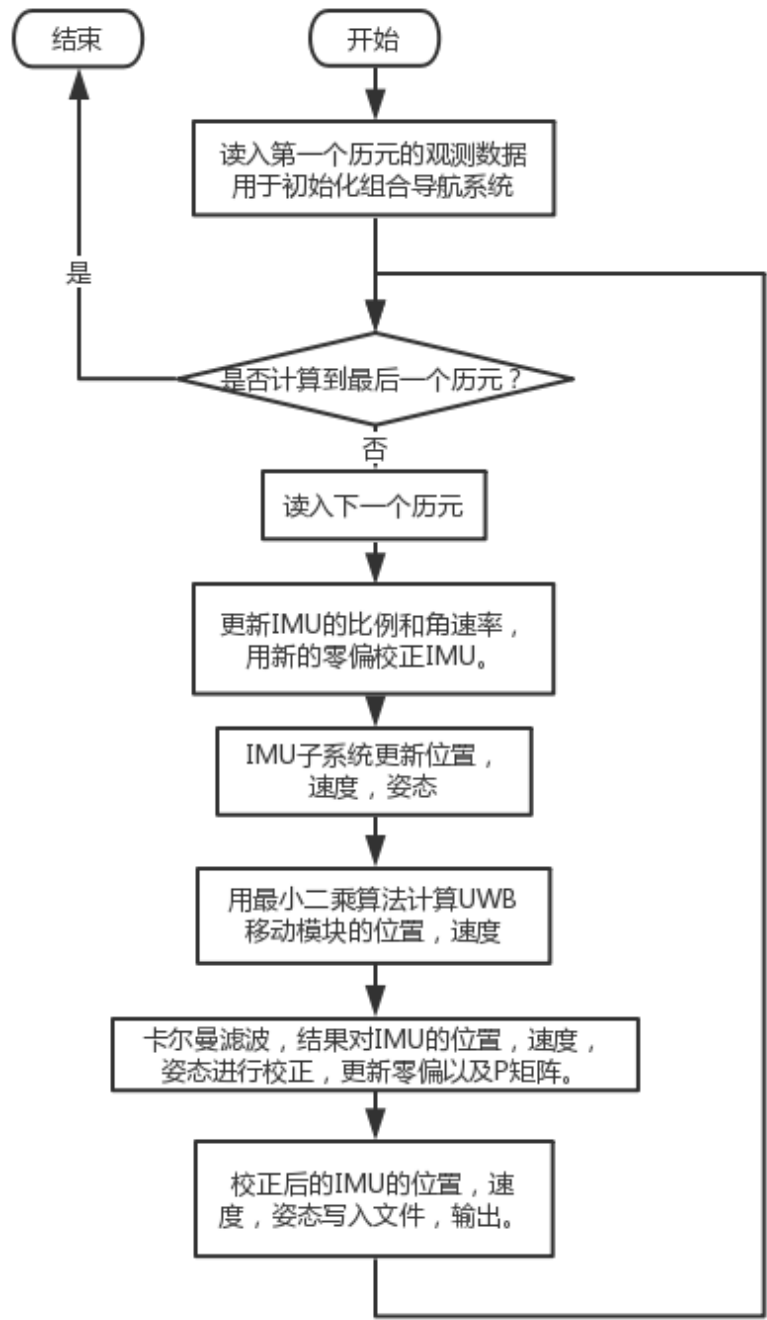 结束
开始
读入第一个历元的观测数据
用于初始化组合导航系统
是
是否计算到最后一个历元？
否
读入下一个历元
更新IMU的比例和角速率，
用新的零偏校正IMU。
IMU子系统更新位置，
速度，姿态
用最小二乘算法计算UWB
移动模块的位置，速度
卡尔曼滤波，结果对IMU的位置，速度，
姿态进行校正，更新零偏以及P矩阵。
校正后的IMU的位置，速
度，姿态写入文件，输出。